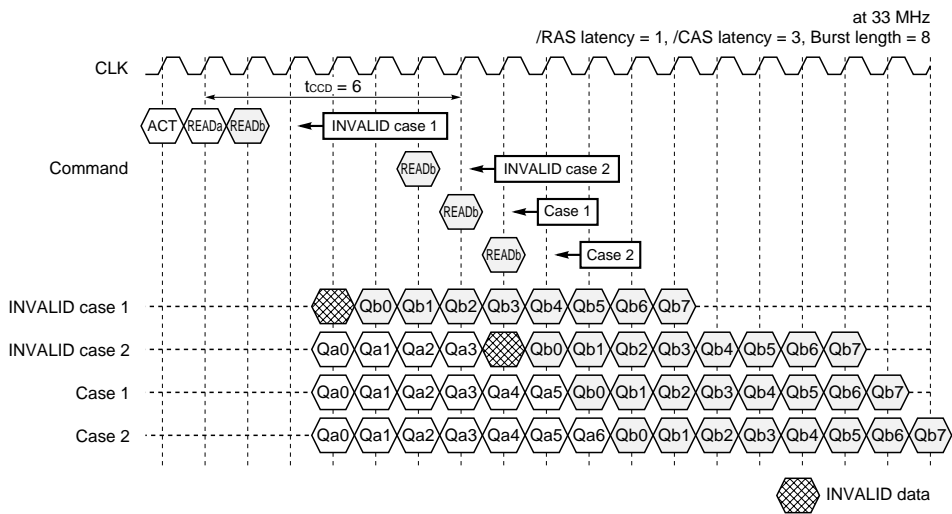 at 33 MHz
/RAS latency = 1, /CAS latency = 3, Burst length = 8
CLK
tCCD = 6
ACT READa READb INVALID case 1
Command READb INVALID case 2
READb Case 1
READb Case 2
INVALID case 1 Qb0 Qb1 Qb2 Qb3 Qb4 Qb5 Qb6 Qb7
INVALID case 2 Qa0 Qa1 Qa2 Qa3 Qb0 Qb1 Qb2 Qb3 Qb4 Qb5 Qb6 Qb7
Case 1 Qa0 Qa1 Qa2 Qa3 Qa4 Qa5 Qb0 Qb1 Qb2 Qb3 Qb4 Qb5 Qb6 Qb7
Case 2 Qa0 Qa1 Qa2 Qa3 Qa4 Qa5 Qa6 Qb0 Qb1 Qb2 Qb3 Qb4 Qb5 Qb6 Qb7
INVALID data